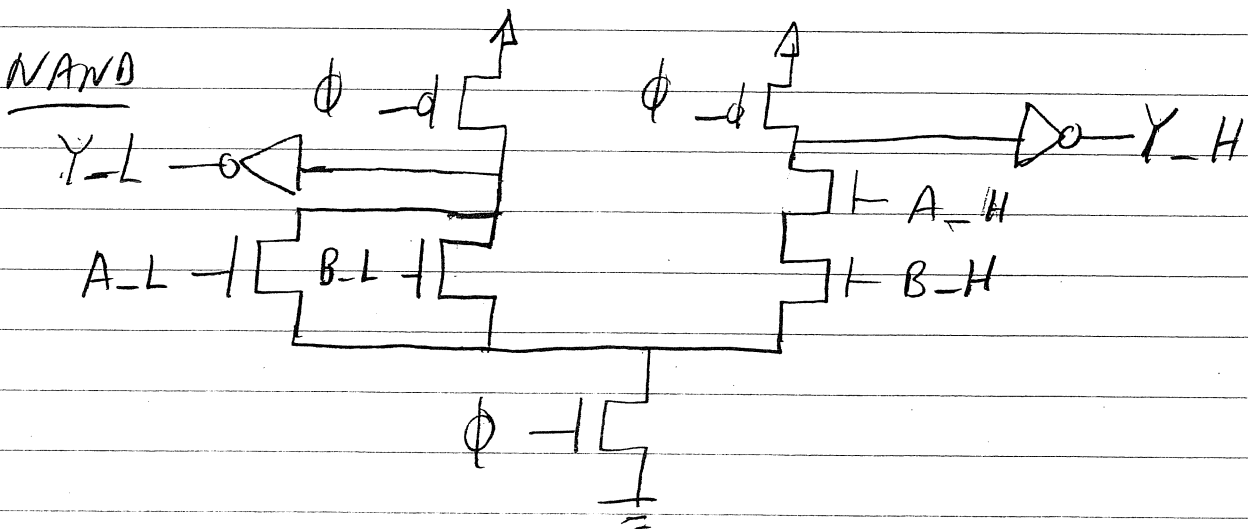 NAND
ϕ ϕ
Y_L Y_H
A_H
A_L B_L B_H
ϕ